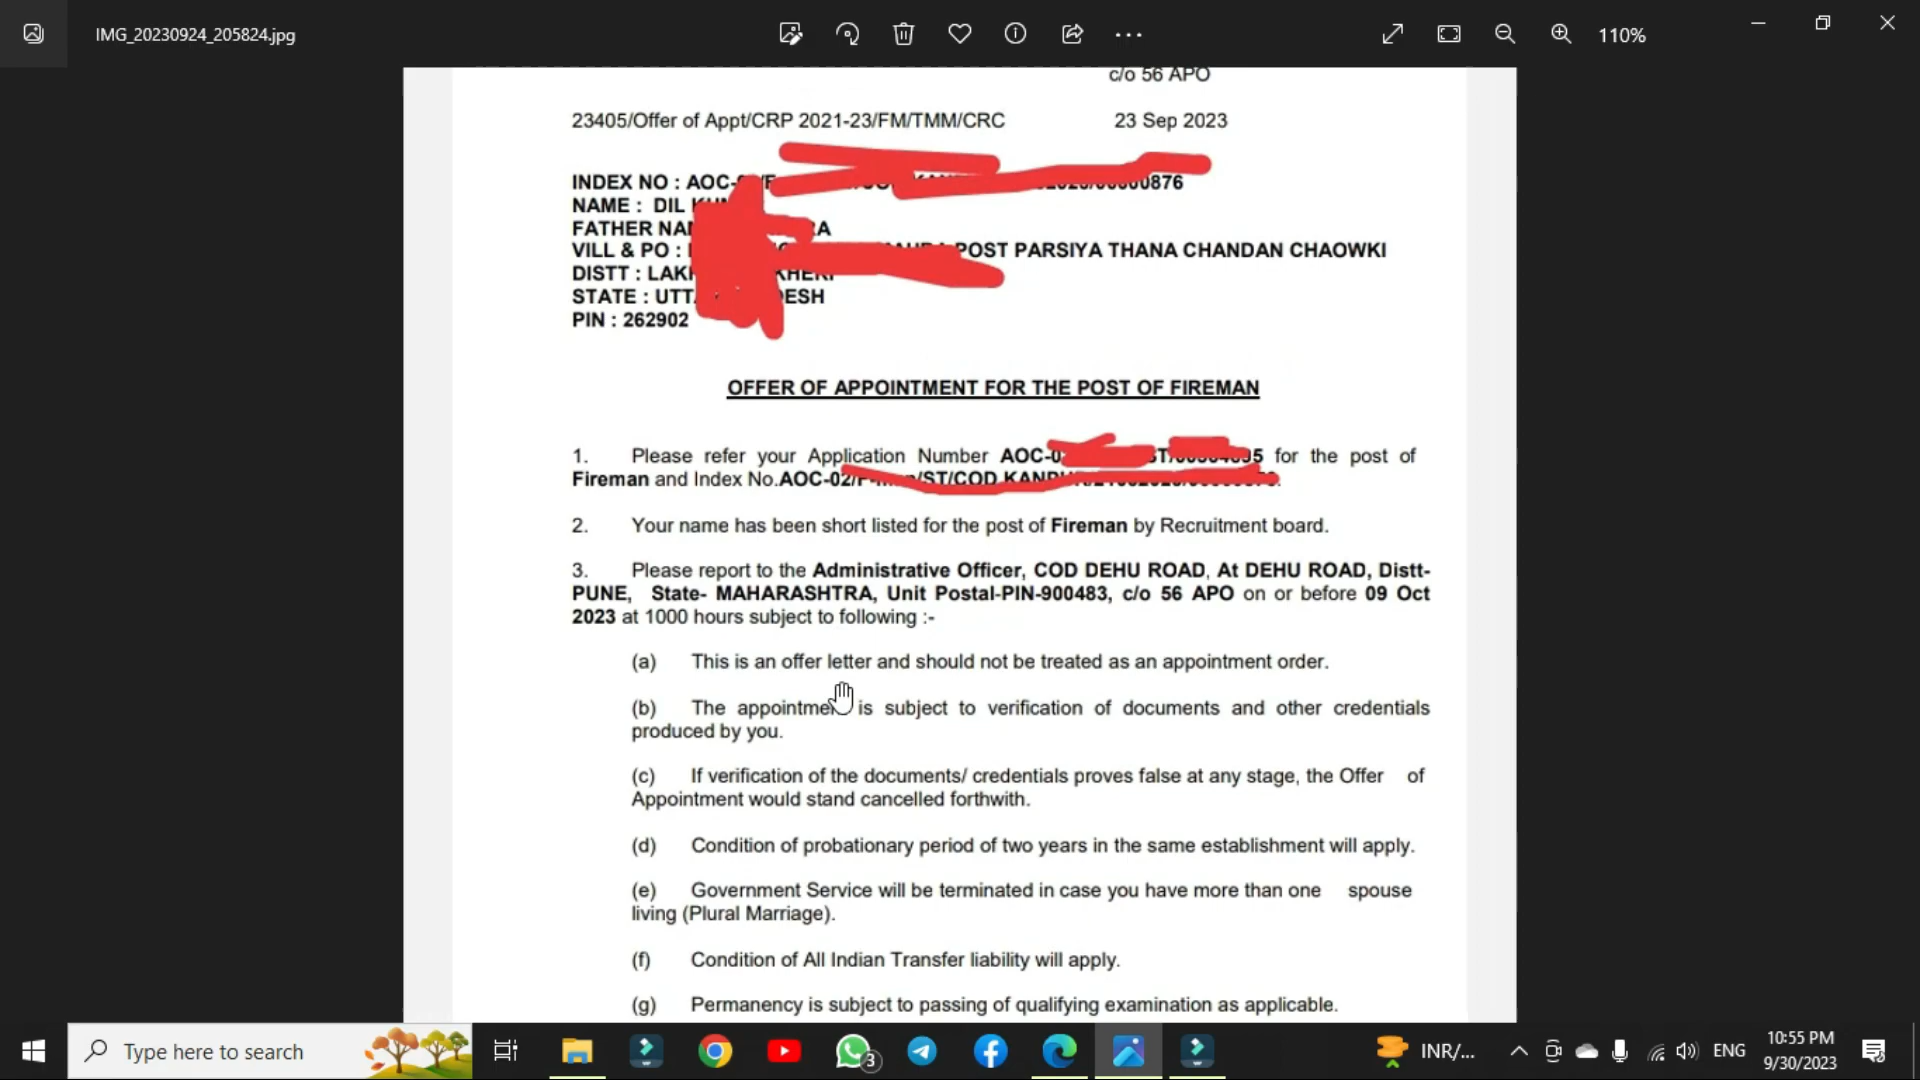 IMG_20230924_205824.jpg
110%
c/o 56 APO
23405/Offer of Appt/CRP 2021-23/FM/TMM/CRC 23 Sep 2023
INDEX NO : AOC- 876
NAME : DIL
FATHER
VILL & PO : POST PARSIYA THANA CHANDAN CHAOWKI
DISTT :
STATE :
PIN : 262902
OFFER OF APPOINTMENT FOR THE POST OF FIREMAN
1. Please refer your Application Number AOC- for the post of
Fireman and Index No.AOC-02/ /ST/COD
2. Your name has been short listed for the post of Fireman by Recruitment board.
3. Please report to the Administrative Officer, COD DEHU ROAD, At DEHU ROAD, Distt-
PUNE, State- MAHARASHTRA, Unit Postal-PIN-900483, c/o 56 APO on or before 09 Oct
2023 at 1000 hours subject to following :-
(a) This is an offer letter and should not be treated as an appointment order.
(b) The appointment is subject to verification of documents and other credentials
produced by you.
(c) If verification of the documents/ credentials proves false at any stage, the Offer of
Appointment would stand cancelled forthwith.
(d) Condition of probationary period of two years in the same establishment will apply.
(e) Government Service will be terminated in case you have more than one spouse
living (Plural Marriage).
(f) Condition of All Indian Transfer liability will apply.
(g) Permanency is subject to passing of qualifying examination as applicable.
Type here to search
3
INR/...
ENG
10:55 PM
9/30/2023